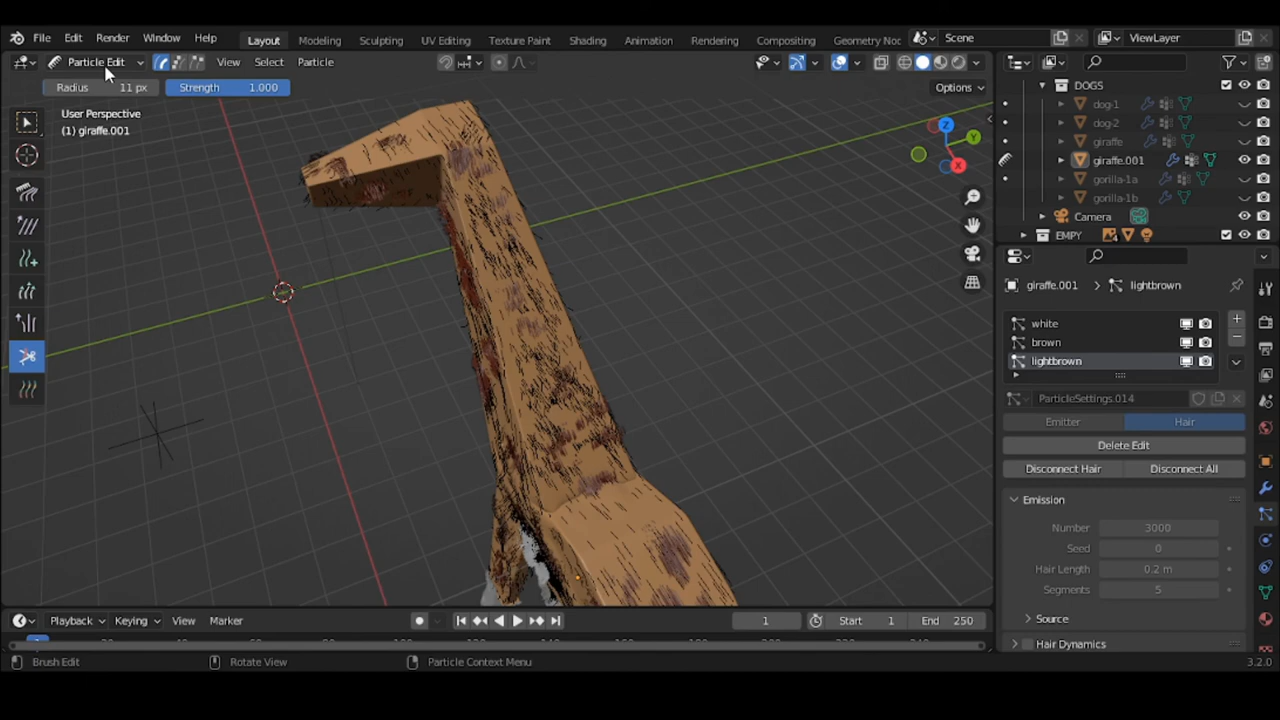 File Edit Render Window Help Layout Modeling Sculpting UV Editing Texture Paint Shading Animation Rendering Compositing Geometry Noc Scene ViewLayer
Particle Edit View Select Particle
Radius 11 px Strength 1.000 Options
User Perspective
(1) giraffe.001
Z
Y
X
DOGS
dog-1
dog-2
giraffe
giraffe.001
gorilla-1a
gorilla-1b
Camera
EMPY
giraffe.001 lightbrown
white
brown
lightbrown
ParticleSettings.014
Emitter Hair
Delete Edit
Disconnect Hair Disconnect All
Emission
Number 3000
Seed 0
Hair Length 0.2 m
Segments 5
Source
Hair Dynamics
Playback Keying View Marker 1 Start 1 End 250
Brush Edit Rotate View Particle Context Menu 3.2.0